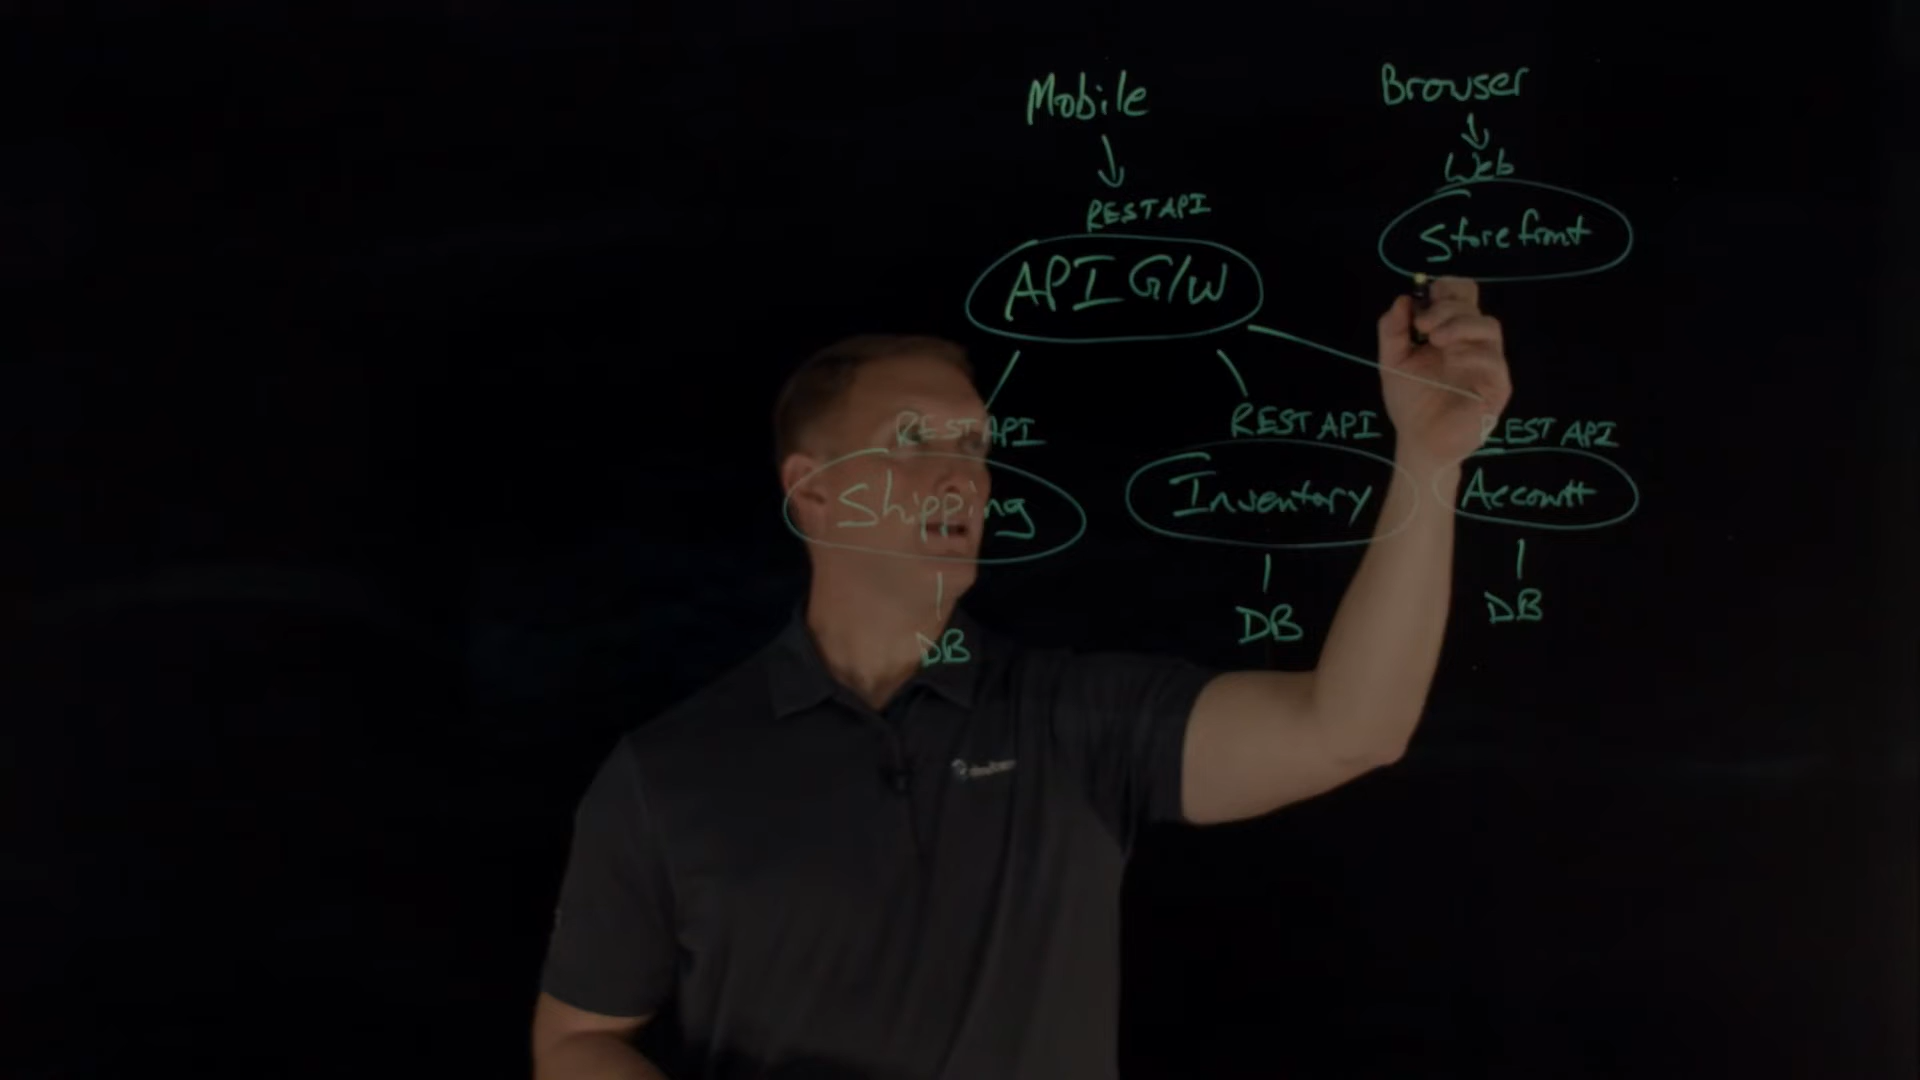 Mobile
Browser
Web
REST API
Storefront
API G/W
REST API
REST API
REST API
Shipping
Inventory
Account
DB
DB
DB